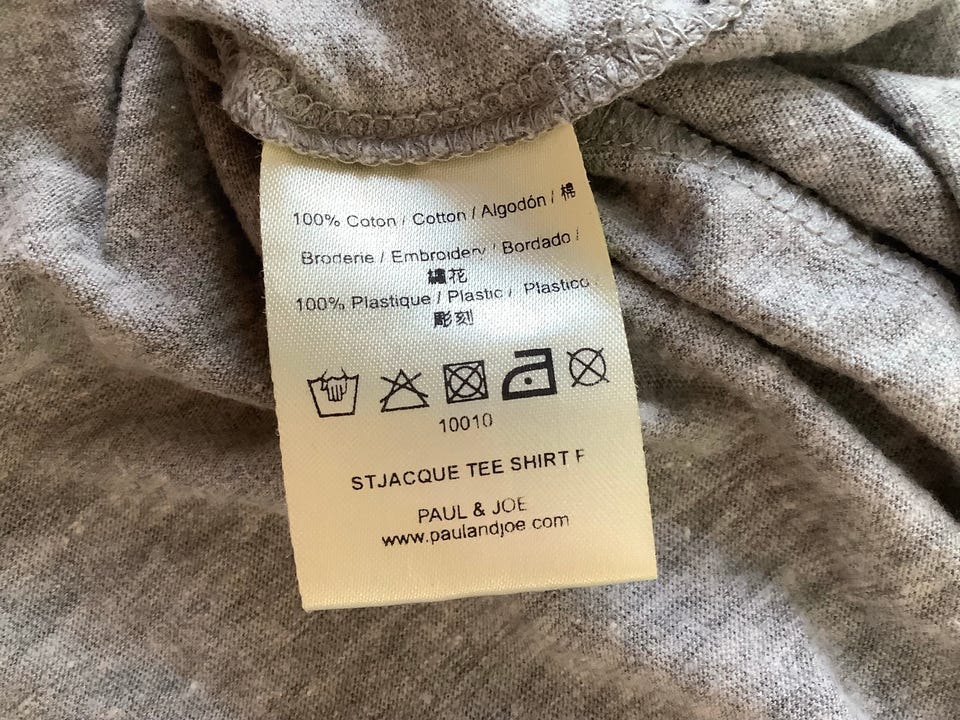 100% Coton / Cotton / Algodón / 棉
Broderie / Embroidery / Bordado /
繡花
100% Plastique / Plastic / Plastico
彫刻
10010
STJACQUE TEE SHIRT F
PAUL & JOE
www.paulandjoe com